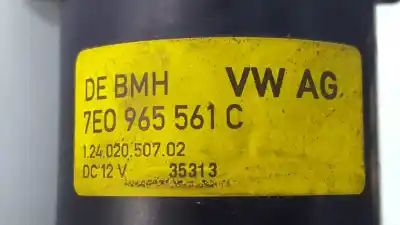 DE BMH VW AG
7E0 965 561 C
1.24.020.507.02
DC 12 V 35313